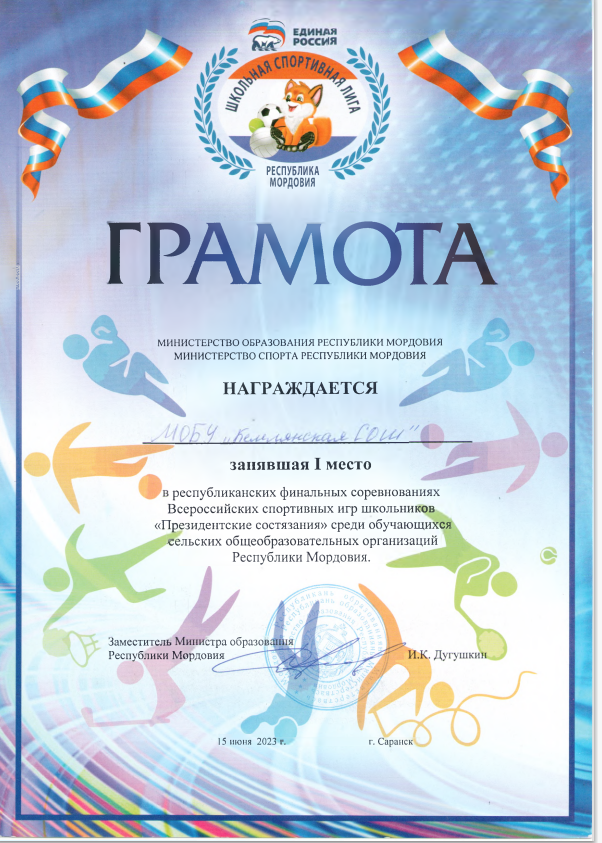 ЕДИНАЯ
РОССИЯ
ШКОЛЬНАЯ СПОРТИВНАЯ ЛИГА
РЕСПУБЛИКА
МОРДОВИЯ
ГРАМОТА
МИНИСТЕРСТВО ОБРАЗОВАНИЯ РЕСПУБЛИКИ МОРДОВИЯ
МИНИСТЕРСТВО СПОРТА РЕСПУБЛИКИ МОРДОВИЯ
НАГРАЖДАЕТСЯ
МОБУ „Кемлянская СОШ"
занявшая I место
в республиканских финальных соревнованиях
Всероссийских спортивных игр школьников
«Президентские состязания» среди обучающихся
сельских общеобразовательных организаций
Республики Мордовия.
Заместитель Министра образования
Республики Мордовия И.К. Дугушкин
15 июня 2023 г. г. Саранск